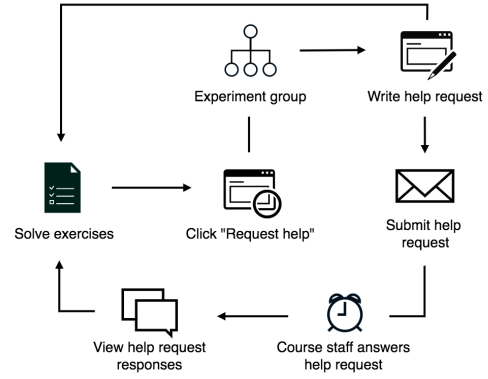 Experiment group
Write help request
Solve exercises
Click "Request help"
Submit help
request
View help request
responses
Course staff answers
help request